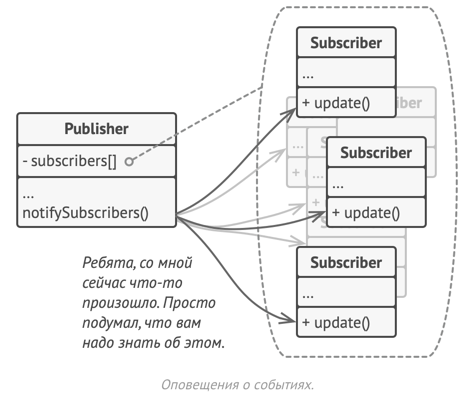 Publisher
- subscribers[]
...
notifySubscribers()
Subscriber
...
+ update()
Subscriber
...
+ update()
Subscriber
...
+ update()
Ребята, со мной
сейчас что-то
произошло. Просто
подумал, что вам
надо знать об этом.
Оповещения о событиях.